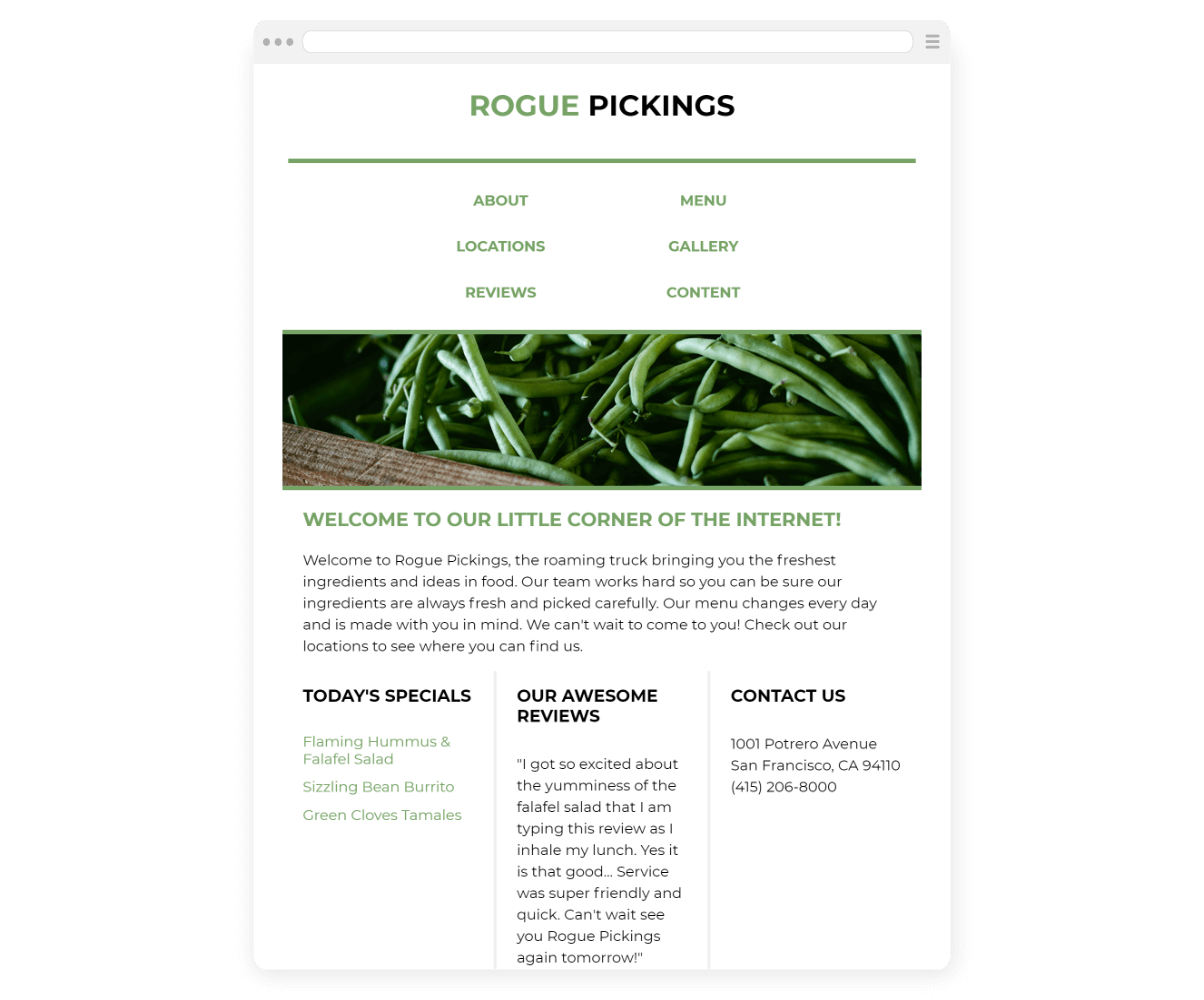 ROGUE PICKINGS
ABOUT MENU
LOCATIONS GALLERY
REVIEWS CONTENT
WELCOME TO OUR LITTLE CORNER OF THE INTERNET!
Welcome to Rogue Pickings, the roaming truck bringing you the freshest
ingredients and ideas in food. Our team works hard so you can be sure our
ingredients are always fresh and picked carefully. Our menu changes every day
and is made with you in mind. We can't wait to come to you! Check out our
locations to see where you can find us.
TODAY'S SPECIALS
Flaming Hummus &
Falafel Salad
Sizzling Bean Burrito
Green Cloves Tamales
OUR AWESOME
REVIEWS
"I got so excited about
the yumminess of the
falafel salad that I am
typing this review as I
inhale my lunch. Yes it
is that good... Service
was super friendly and
quick. Can't wait see
you Rogue Pickings
again tomorrow!"
CONTACT US
1001 Potrero Avenue
San Francisco, CA 94110
(415) 206-8000